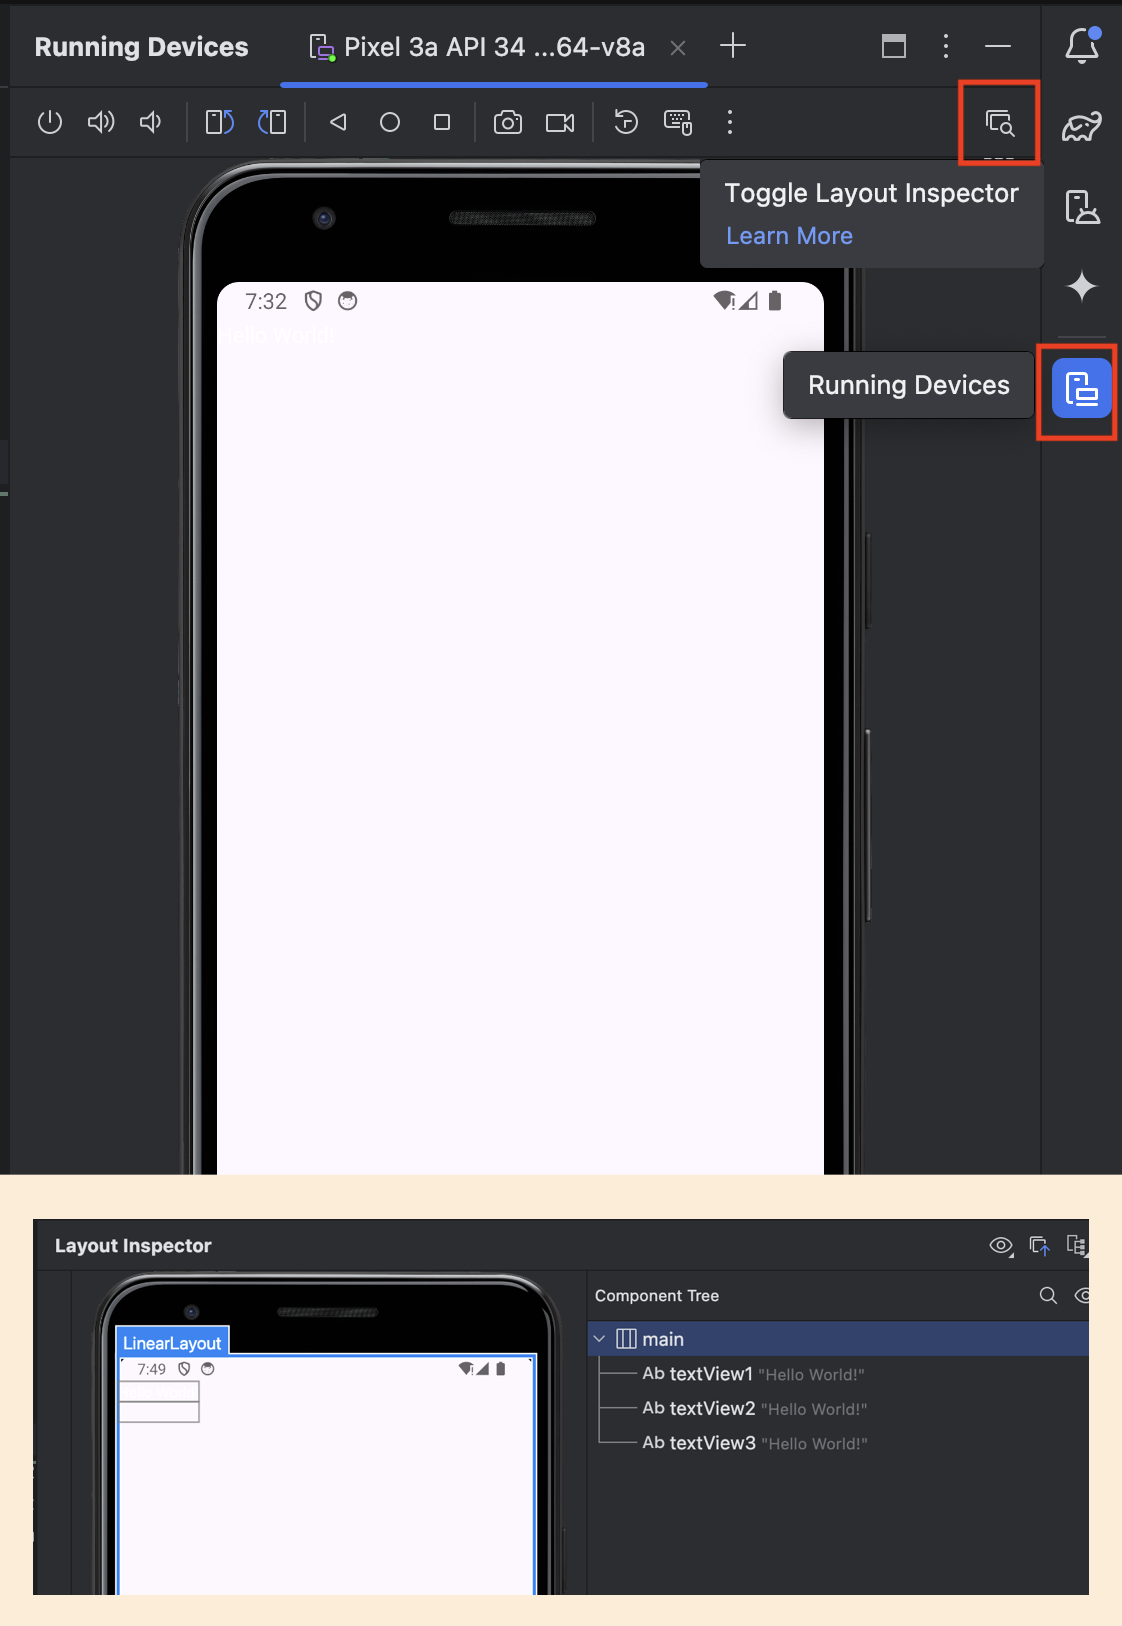 Running Devices
Pixel 3a API 34 ...64-v8a
Toggle Layout Inspector
Learn More
7:32
Hello World!
Running Devices
Layout Inspector
Component Tree
LinearLayout
main
7:49
Ab textView1 "Hello World!"
Ab textView2 "Hello World!"
Ab textView3 "Hello World!"